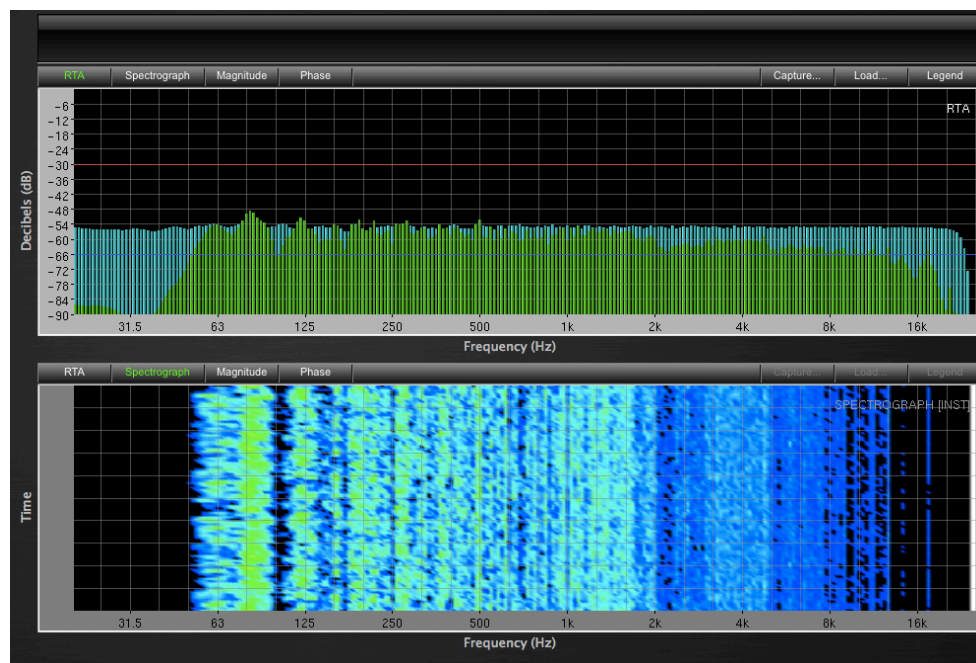 RTA Spectrograph Magnitude Phase Capture... Load... Legend
RTA
-6
-12
-18
-24
-30
-36
-42
-48
-54
-60
-66
-72
-78
-84
-90
Decibels (dB)
31.5 63 125 250 500 1k 2k 4k 8k 16k
Frequency (Hz)
RTA Spectrograph Magnitude Phase Capture... Load... Legend
SPECTROGRAPH [INST]
Time
31.5 63 125 250 500 1k 2k 4k 8k 16k
Frequency (Hz)